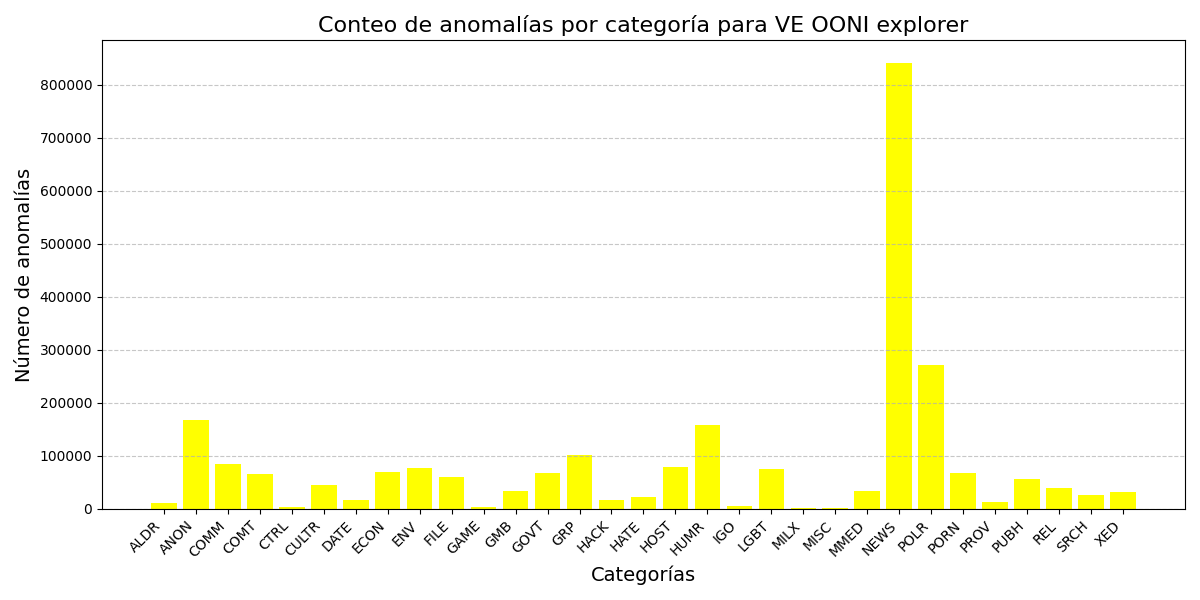 Conteo de anomalías por categoría para VE OONI explorer
Número de anomalías
800000
700000
600000
500000
400000
300000
200000
100000
0
ALDR ANON COMM COMT CTRL CULTR DATE ECON ENV FILE GAME GMB GOVT GRP HACK HATE HOST HUMR IGO LGBT MILX MISC MMED NEWS POLR PORN PROV PUBH REL SRCH XED
Categorías